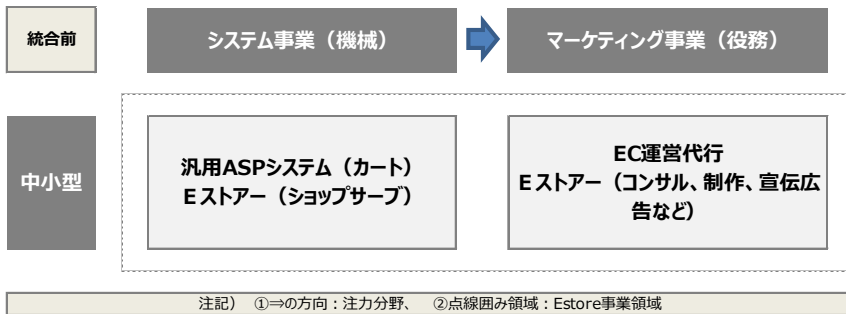 統合前
システム事業（機械）
マーケティング事業（役務）
中小型
汎用ASPシステム（カート）
Eストアー（ショップサーブ）
EC運営代行
Eストアー（コンサル、制作、宣伝広
告など）
注記） ①⇒の方向：注力分野、 ②点線囲み領域：Estore事業領域